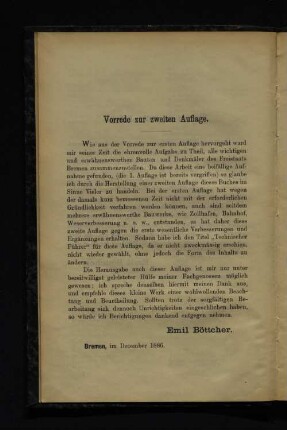 Vorrede zur zweiten Auflage.
Wie aus der Vorrede zur ersten Auflage hervorgeht ward
mir seiner Zeit die ehrenvolle Aufgabe zu Theil, alle wichtigen
und erwähnenswerthen Bauten und Denkmäler des Freistaats
Bremen zusammenzustellen. Da diese Arbeit eine beifällige Auf-
nahme gefunden, (die I. Auflage ist bereits vergriffen) so glaube
ich durch die Herstellung einer zweiten Auflage dieses Buches im
Sinne Vieler zu handeln. Bei der ersten Auflage hat wegen
der damals kurz bemessenen Zeit nicht mit der erforderlichen
Gründlichkeit verfahren werden können, auch sind seitdem
mehrere erwähnenswerthe Bauwerke, wie Zollhafen, Bahnhof,
Weserverbesserung u. s. w. entstanden, so daß diese
zweite Auflage gegen die erste wesentliche Verbesserungen und
Ergänzungen erhalten. Sodann habe ich den Titel „Technischer
Führer“ für diese Auflage, da er nicht zweckmässig erschien,
nicht wieder gewählt, ohne jedoch die Form des Inhalts zu
ändern.
Die Herausgabe auch dieser Auflage ist mir nur unter
bereitwilligst geleisteter Hülfe meiner Fachgenossen möglich
gewesen; ich spreche denselben hiermit meinen Dank aus,
und empfehle dieses kleine Werk einer wohlwollenden Beach-
tung und Beurtheilung. Sollten trotz der sorgfältigen Bear-
beitung sich dennoch Unrichtigkeiten eingeschlichen haben,
so würde ich Berichtigungen dankend entgegen nehmen.
Emil Böttcher.
Bremen, im Dezember 1886.